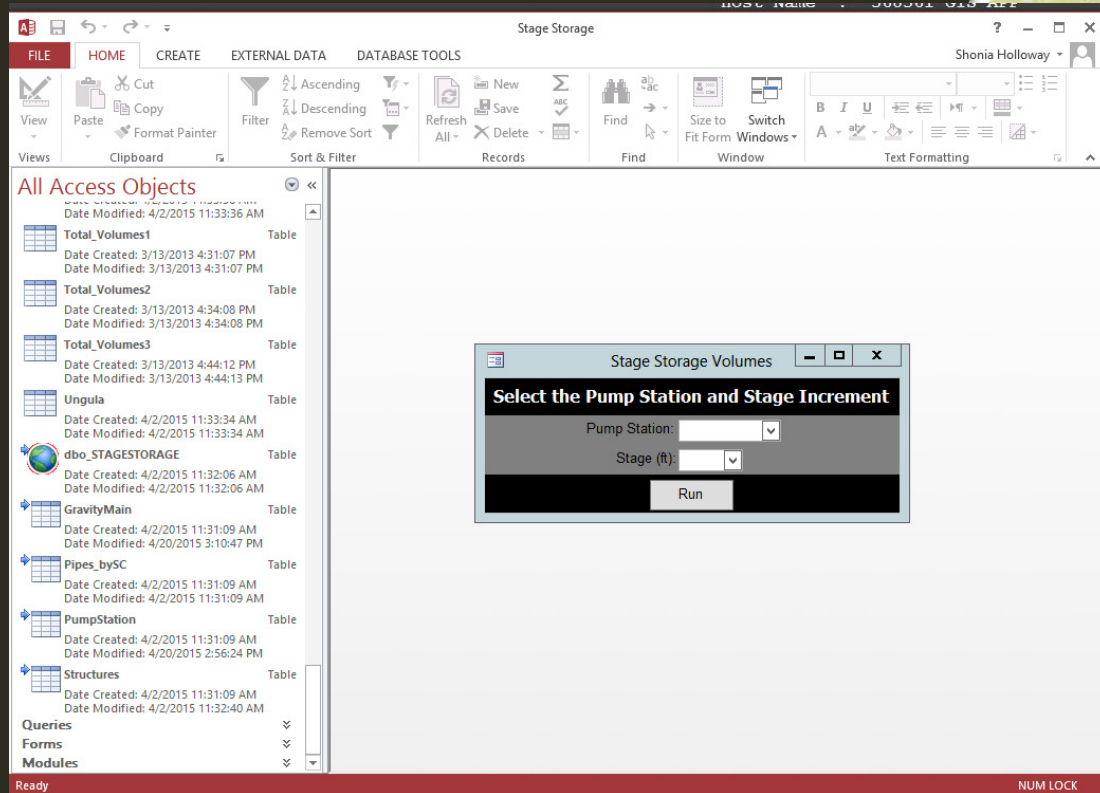 Host Name : 
Stage Storage
FILE HOME CREATE EXTERNAL DATA DATABASE TOOLS Shonia Holloway
View
Views
Paste
Cut
Copy
Format Painter
Clipboard
Filter
Ascending
Descending
Remove Sort
Sort & Filter
Refresh
All
New
Save
Delete
Records
Find
Find
Size to
Fit Form
Switch
Windows
Window
B I U
A
Text Formatting
All Access Objects
Date Modified: 4/2/2015 11:33:36 AM
Total_Volumes1 Table
Date Created: 3/13/2013 4:31:07 PM
Date Modified: 3/13/2013 4:31:07 PM
Total_Volumes2 Table
Date Created: 3/13/2013 4:34:08 PM
Date Modified: 3/13/2013 4:34:08 PM
Total_Volumes3 Table
Date Created: 3/13/2013 4:44:12 PM
Date Modified: 3/13/2013 4:44:13 PM
Ungula Table
Date Created: 4/2/2015 11:33:34 AM
Date Modified: 4/2/2015 11:33:34 AM
dbo_STAGESTORAGE Table
Date Created: 4/2/2015 11:32:06 AM
Date Modified: 4/2/2015 11:32:06 AM
GravityMain Table
Date Created: 4/2/2015 11:31:09 AM
Date Modified: 4/20/2015 3:10:47 PM
Pipes_bySC Table
Date Created: 4/2/2015 11:31:09 AM
Date Modified: 4/2/2015 11:31:09 AM
PumpStation Table
Date Created: 4/2/2015 11:31:09 AM
Date Modified: 4/20/2015 2:56:24 PM
Structures Table
Date Created: 4/2/2015 11:31:09 AM
Date Modified: 4/2/2015 11:32:40 AM
Queries
Forms
Modules
Stage Storage Volumes
Select the Pump Station and Stage Increment
Pump Station:
Stage (ft):
Run
Ready NUM LOCK